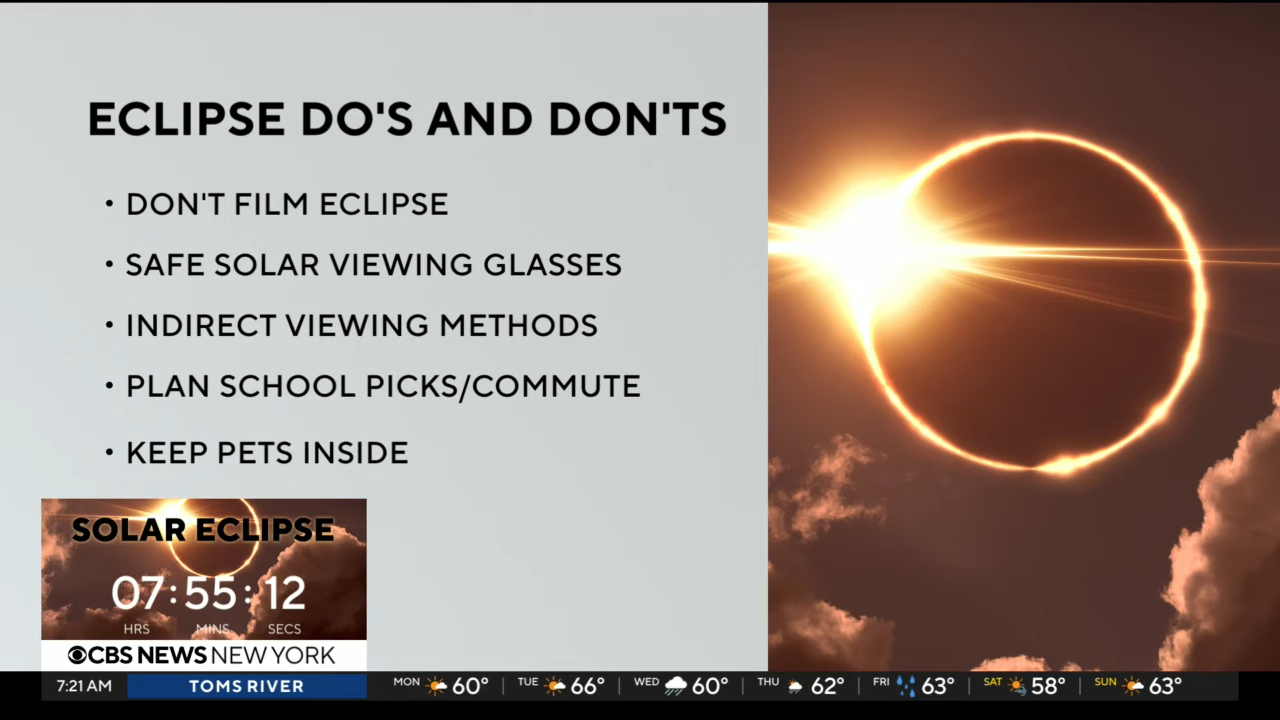 ECLIPSE DO'S AND DON'TS
• DON'T FILM ECLIPSE
• SAFE SOLAR VIEWING GLASSES
• INDIRECT VIEWING METHODS
• PLAN SCHOOL PICKS/COMMUTE
• KEEP PETS INSIDE
SOLAR ECLIPSE
07:55:12
HRS MINS SECS
CBS NEWS NEW YORK
7:21 AM TOMS RIVER MON 60° TUE 66° WED 60° THU 62° FRI 63° SAT 58° SUN 63°